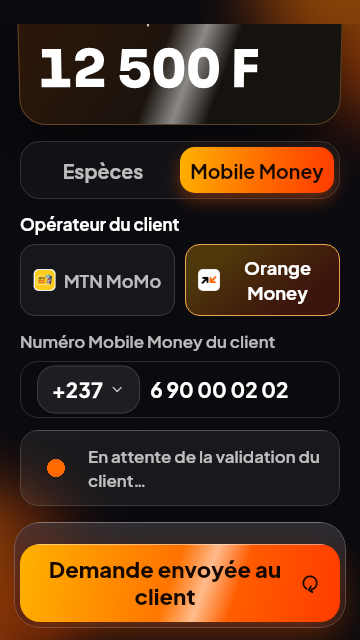 12 500 F
Espèces
Mobile Money
Opérateur du client
MTN MoMo
Orange
Money
Numéro Mobile Money du client
+237
6 90 00 02 02
En attente de la validation du
client…
Demande envoyée au
client